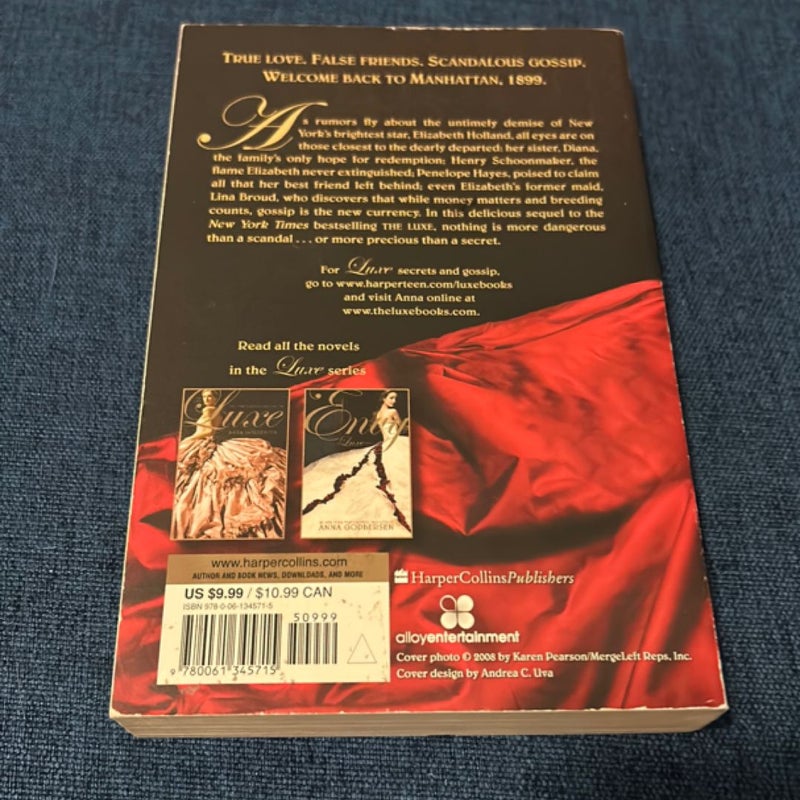 TRUE LOVE. FALSE FRIENDS. SCANDALOUS GOSSIP.
WELCOME BACK TO MANHATTAN, 1899.
As rumors fly about the untimely demise of New
York's brightest star, Elizabeth Holland, all eyes are on
those closest to the dearly departed: her sister, Diana,
the family's only hope for redemption; Henry Schoonmaker, the
flame Elizabeth never extinguished; Penelope Hayes, poised to claim
all that her best friend left behind; even Elizabeth's former maid,
Lina Broud, who discovers that while money matters and breeding
counts, gossip is the new currency. In this delicious sequel to the
New York Times bestselling THE LUXE, nothing is more dangerous
than a scandal . . . or more precious than a secret.
For Luxe secrets and gossip,
go to www.harperteen.com/luxebooks
and visit Anna online at
www.theluxebooks.com.
Read all the novels
in the Luxe series
Luxe
ANNA GODBERSEN
Envy
Luxe
ANNA GODBERSEN
www.harpercollins.com
AUTHOR AND BOOK NEWS, DOWNLOADS, AND MORE
US $9.99 / $10.99 CAN
ISBN 978-0-06-134571-5
50999
9 780061 345715
HarperCollinsPublishers
alloyentertainment
Cover photo © 2008 by Karen Pearson/MergeLeft Reps, Inc.
Cover design by Andrea C. Uva